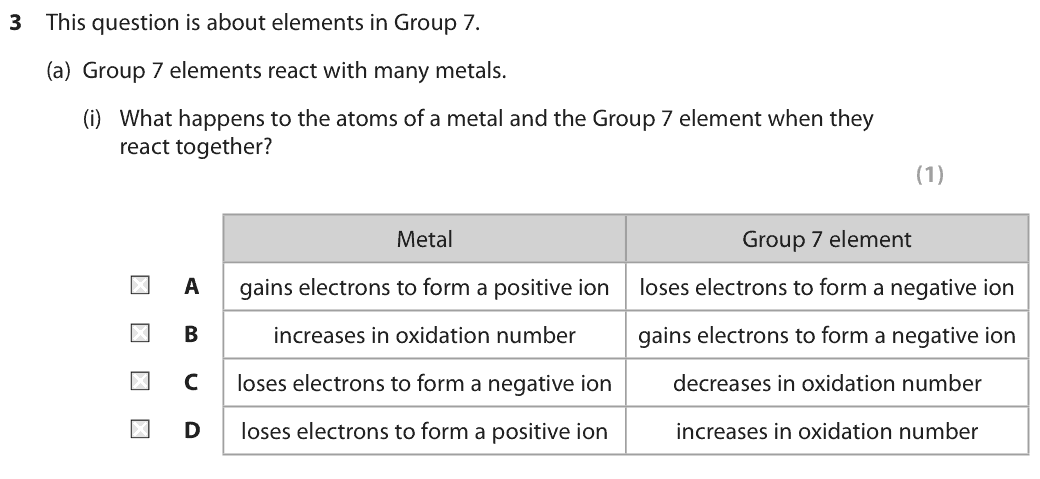 3 This question is about elements in Group 7.
(a) Group 7 elements react with many metals.
(i) What happens to the atoms of a metal and the Group 7 element when they
react together?
(1)
Metal Group 7 element
A gains electrons to form a positive ion loses electrons to form a negative ion
B increases in oxidation number gains electrons to form a negative ion
C loses electrons to form a negative ion decreases in oxidation number
D loses electrons to form a positive ion increases in oxidation number